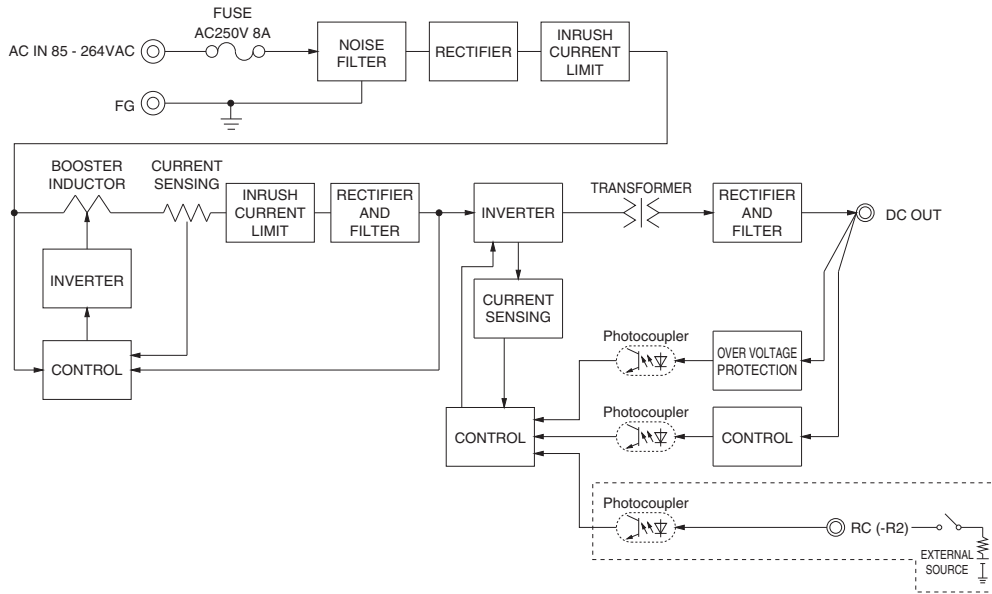 FUSE
AC250V 8A
AC IN 85 - 264VAC
NOISE
FILTER
RECTIFIER
INRUSH
CURRENT
LIMIT
FG
BOOSTER
INDUCTOR
CURRENT
SENSING
INRUSH
CURRENT
LIMIT
RECTIFIER
AND
FILTER
INVERTER
TRANSFORMER
RECTIFIER
AND
FILTER
DC OUT
INVERTER
CURRENT
SENSING
CONTROL
Photocoupler
OVER VOLTAGE
PROTECTION
Photocoupler
CONTROL
CONTROL
Photocoupler
RC (-R2)
EXTERNAL
SOURCE